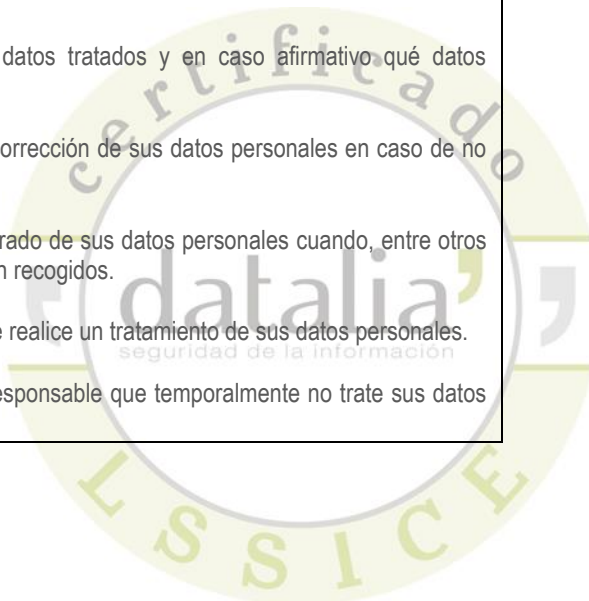 datos tratados y en caso afirmativo qué datos
orrección de sus datos personales en caso de no
rado de sus datos personales cuando, entre otros
n recogidos.
e realice un tratamiento de sus datos personales.
esponsable que temporalmente no trate sus datos
certificado
datalia
seguridad de la información
LSSICE